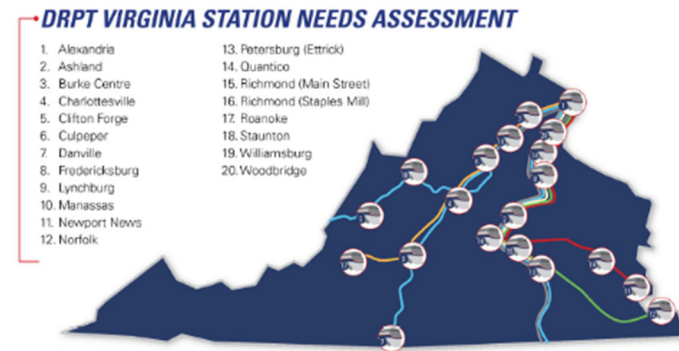 DRPT VIRGINIA STATION NEEDS ASSESSMENT
1. Alexandria
2. Ashland
3. Burke Centre
4. Charlottesville
5. Clifton Forge
6. Culpeper
7. Danville
8. Fredericksburg
9. Lynchburg
10. Manassas
11. Newport News
12. Norfolk
13. Petersburg (Ettrick)
14. Quantico
15. Richmond (Main Street)
16. Richmond (Staples Mill)
17. Roanoke
18. Staunton
19. Williamsburg
20. Woodbridge